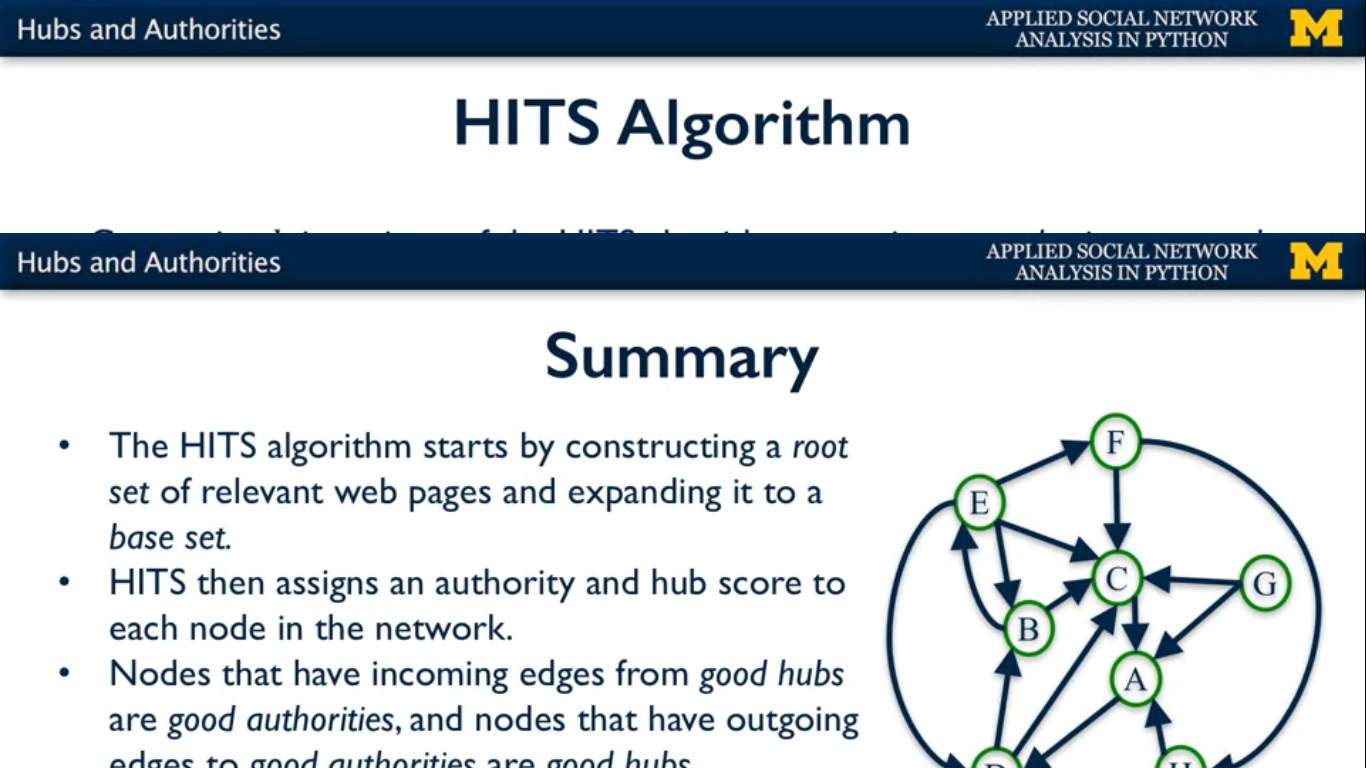 Hubs and Authorities
APPLIED SOCIAL NETWORK
ANALYSIS IN PYTHON
M
HITS Algorithm
Hubs and Authorities
APPLIED SOCIAL NETWORK
ANALYSIS IN PYTHON
M
Summary
• The HITS algorithm starts by constructing a root
set of relevant web pages and expanding it to a
base set.
• HITS then assigns an authority and hub score to
each node in the network.
• Nodes that have incoming edges from good hubs
are good authorities, and nodes that have outgoing
edges to good authorities are good hubs.
F
E
C
G
B
A
D
H